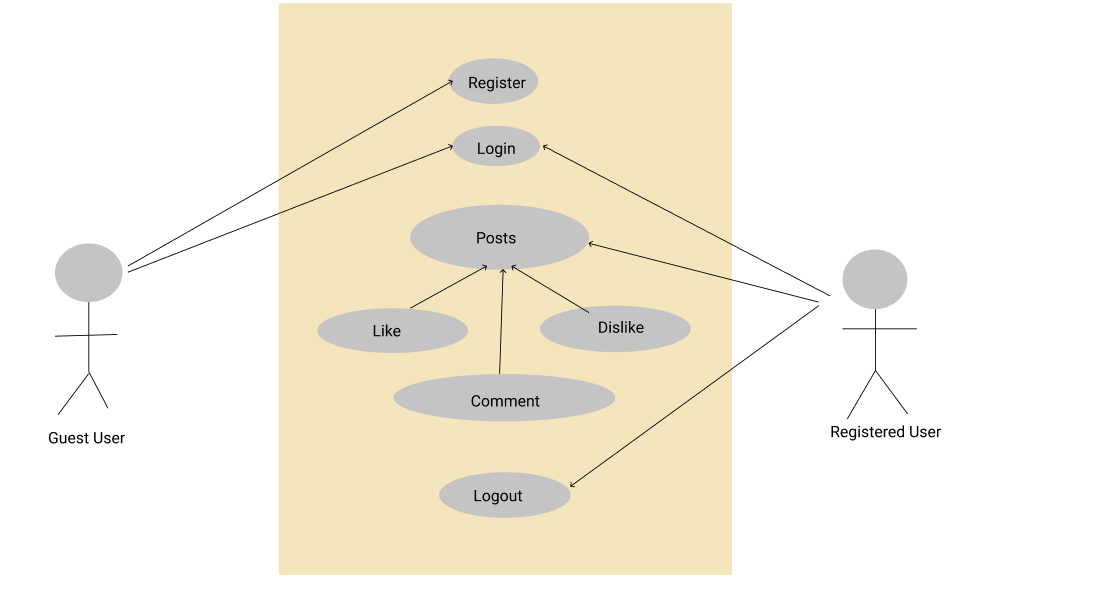 Register
Login
Posts
Like
Dislike
Comment
Guest User
Registered User
Logout